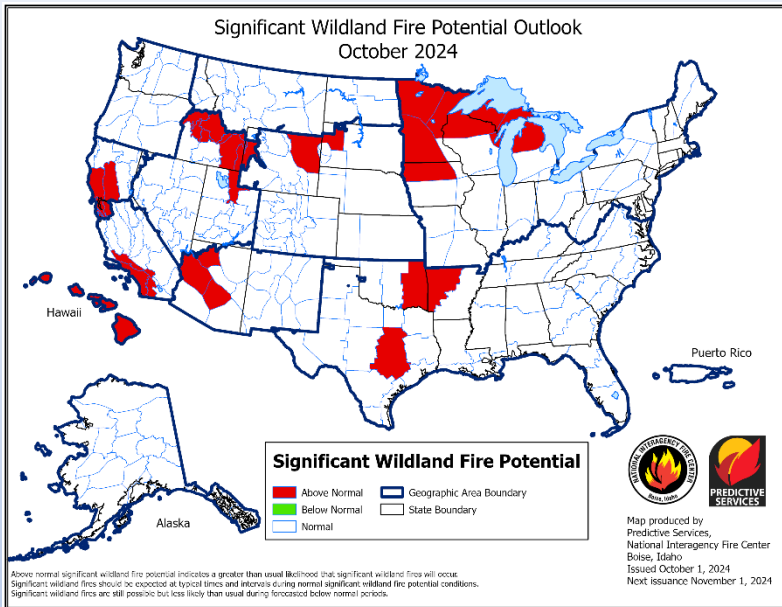 Significant Wildland Fire Potential Outlook
October 2024
Hawaii
Puerto Rico
Alaska
Significant Wildland Fire Potential
Above Normal
Geographic Area Boundary
Below Normal
State Boundary
Normal
NATIONAL INTERAGENCY FIRE CENTER
Boise, Idaho
PREDICTIVE
SERVICES
Map produced by
Predictive Services,
National Interagency Fire Center
Boise, Idaho
Issued October 1, 2024
Next issuance November 1, 2024
Above normal significant wildland fire potential indicates a greater than usual likelihood that significant wildland fires will occur.
Significant wildland fires should be expected at typical times and intervals during normal significant wildland fire potential conditions.
Significant wildland fires are still possible but less likely than usual during forecasted below normal periods.